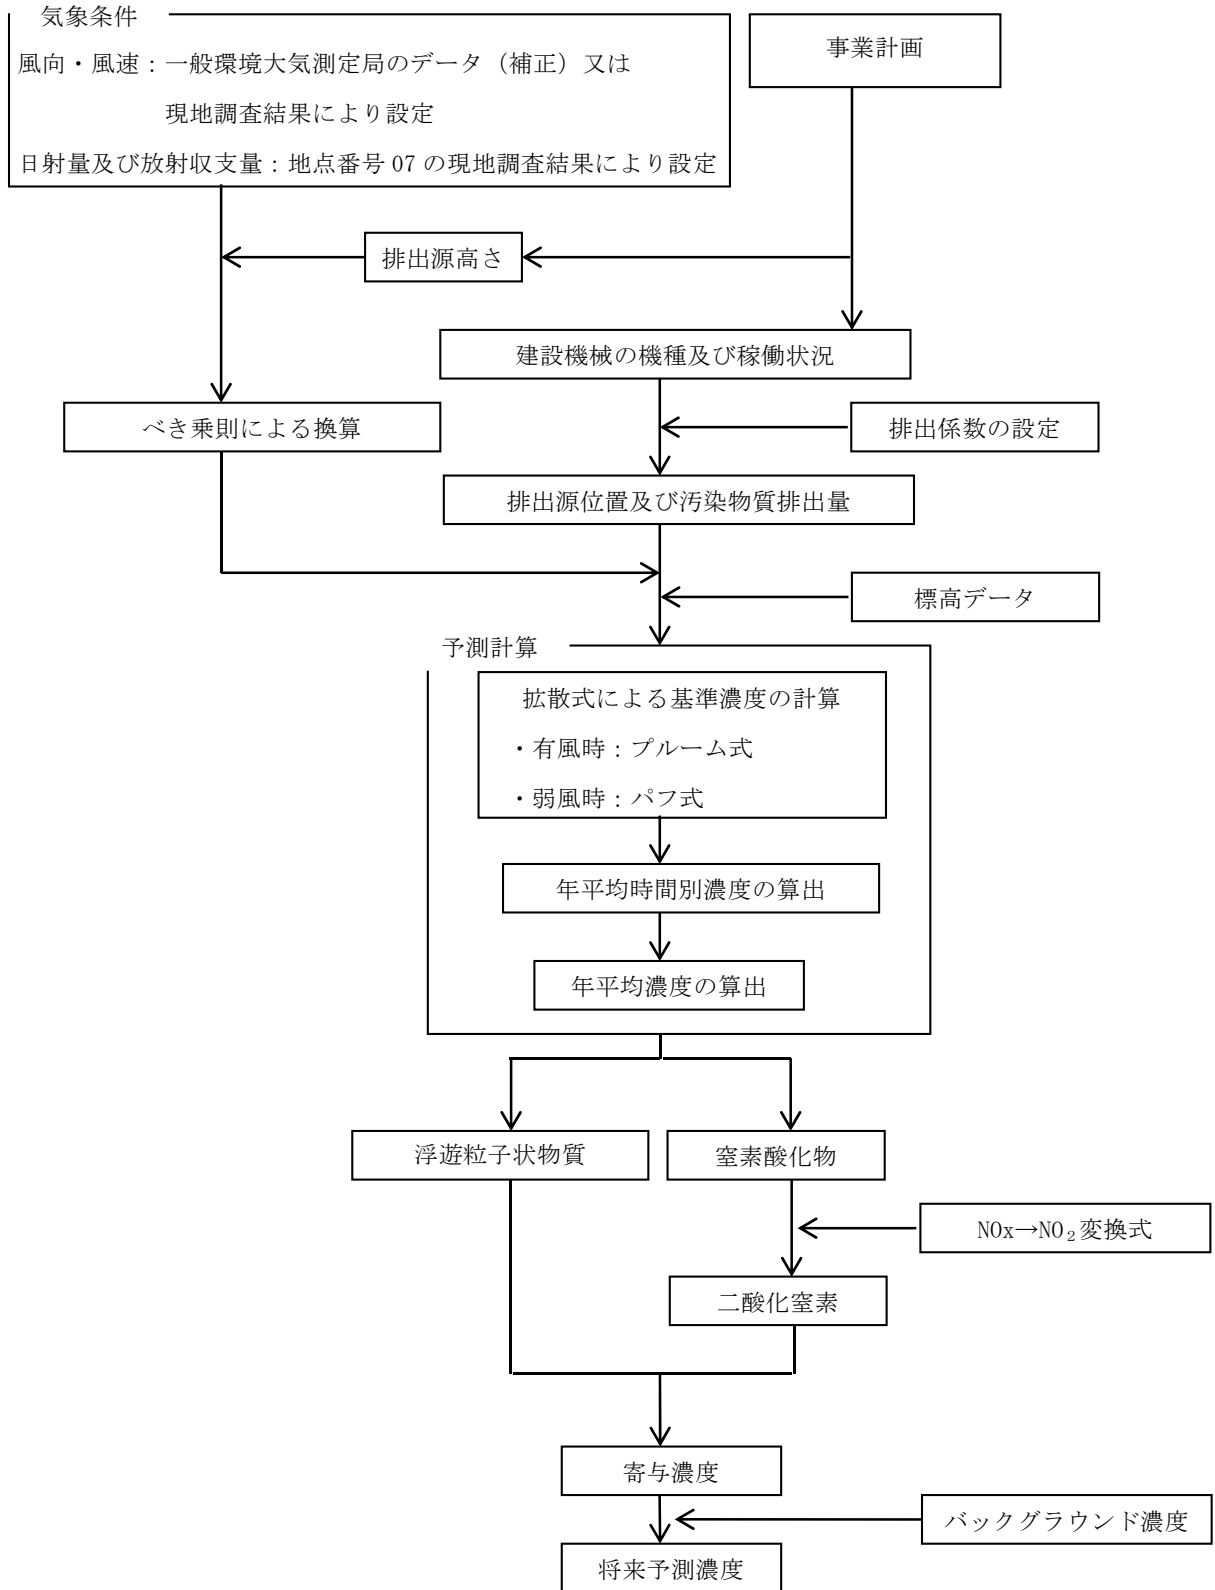 気象条件
風向・風速：一般環境大気測定局のデータ（補正）又は
現地調査結果により設定
日射量及び放射収支量：地点番号 07 の現地調査結果により設定
事業計画
排出源高さ
建設機械の機種及び稼働状況
べき乗則による換算
排出係数の設定
排出源位置及び汚染物質排出量
標高データ
予測計算
拡散式による基準濃度の計算
・有風時：プルーム式
・弱風時：パフ式
年平均時間別濃度の算出
年平均濃度の算出
浮遊粒子状物質
窒素酸化物
NOx→NO₂変換式
二酸化窒素
寄与濃度
バックグラウンド濃度
将来予測濃度